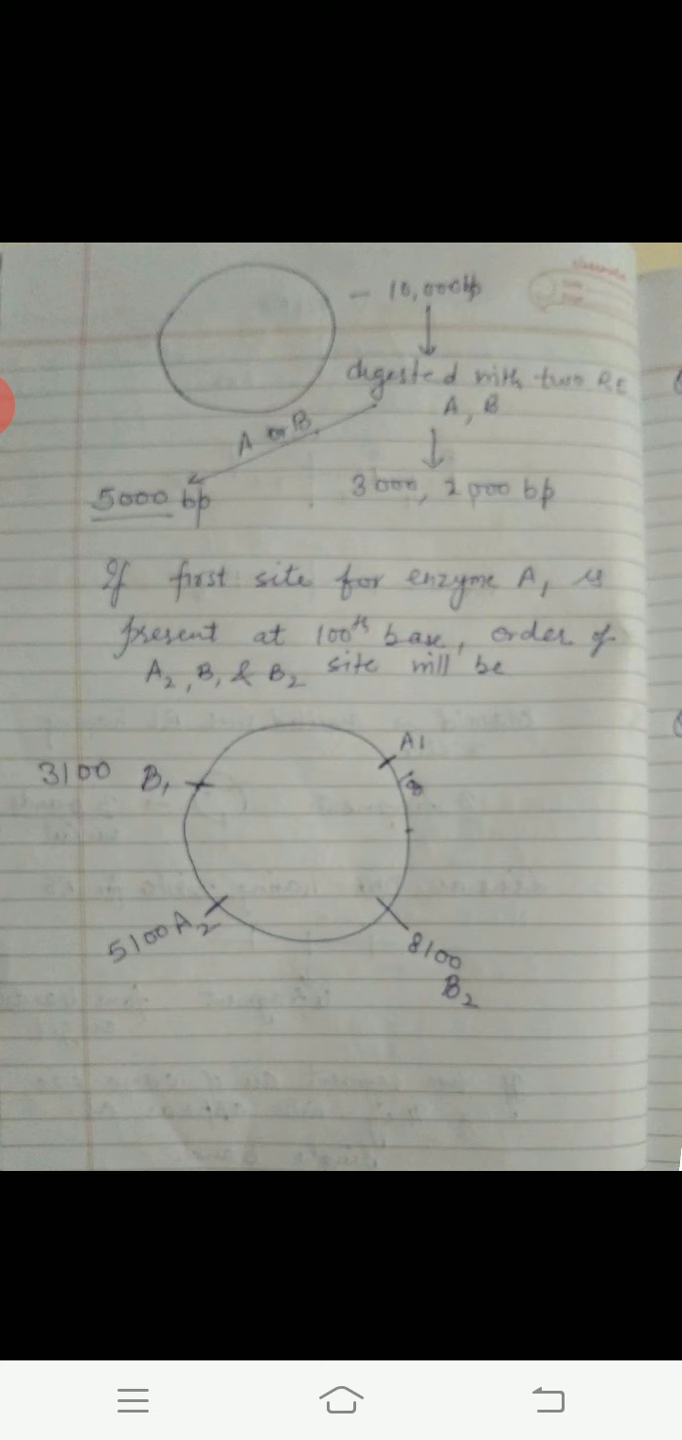 — 10,000bp
digested with two RE
A, B
A or B
5000 bp
3000, 2000 bp
If first site for enzyme A, is
present at 100th base, order of
A2, B, & B2 site will be
A1
3100 B1
5100 A2
8100
B2